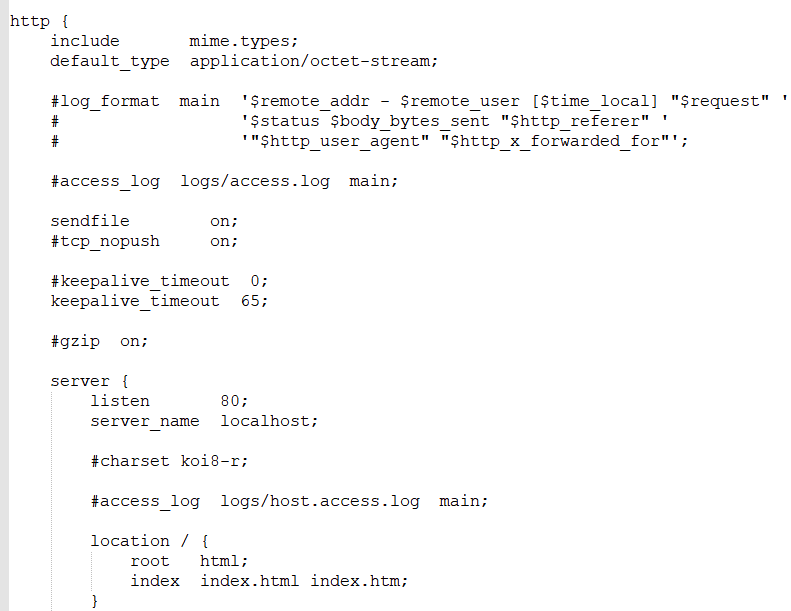 http {
    include       mime.types;
    default_type  application/octet-stream;

    #log_format  main  '$remote_addr - $remote_user [$time_local] "$request" '
    #                  '$status $body_bytes_sent "$http_referer" '
    #                  '"$http_user_agent" "$http_x_forwarded_for"';

    #access_log  logs/access.log  main;

    sendfile        on;
    #tcp_nopush     on;

    #keepalive_timeout  0;
    keepalive_timeout  65;

    #gzip  on;

    server {
        listen       80;
        server_name  localhost;

        #charset koi8-r;

        #access_log  logs/host.access.log  main;

        location / {
            root   html;
            index  index.html index.htm;
        }